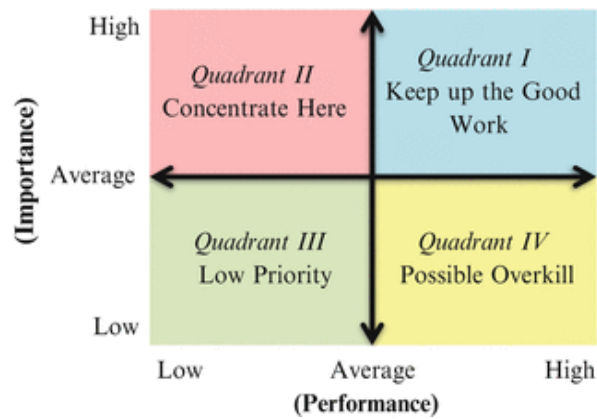 High
Quadrant II
Concentrate Here
Quadrant I
Keep up the Good
Work
Average
(Importance)
Quadrant III
Low Priority
Quadrant IV
Possible Overkill
Low
Low
Average
High
(Performance)